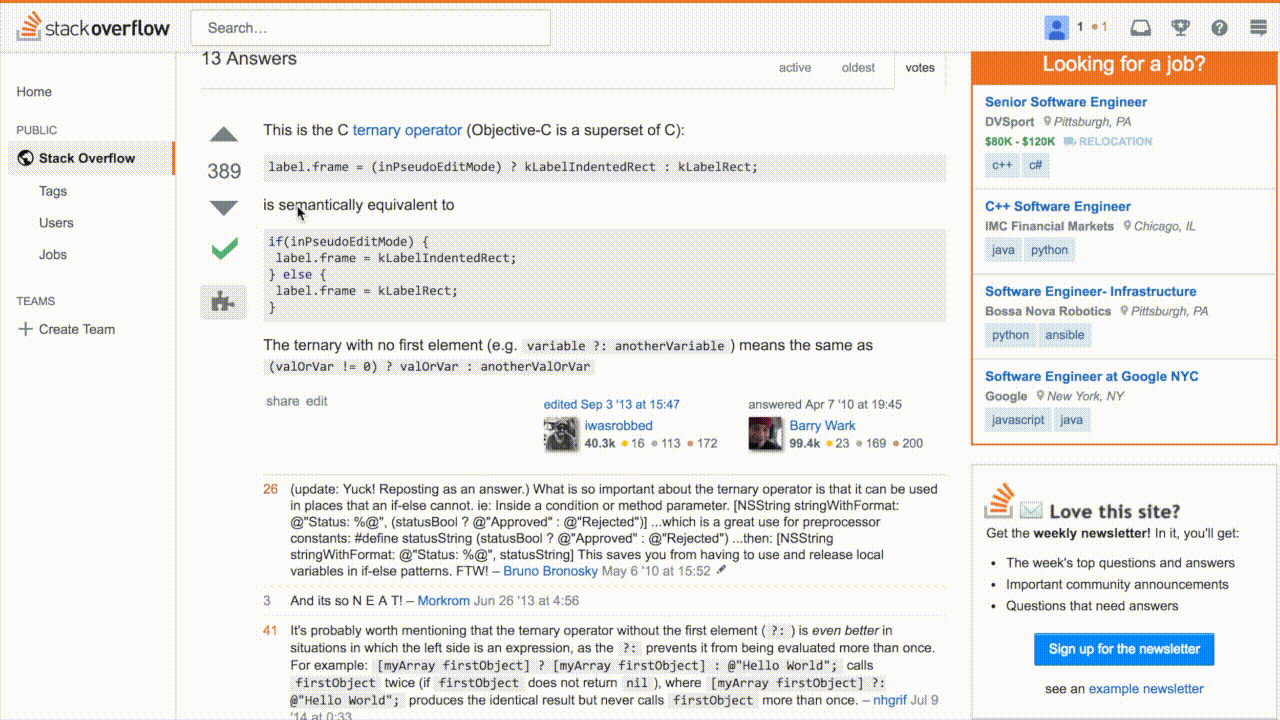 stackoverflow
Search…
1 1
13 Answers
active oldest votes
Home
PUBLIC
Stack Overflow
Tags
Users
Jobs
TEAMS
Create Team
389
This is the C ternary operator (Objective-C is a superset of C):
label.frame = (inPseudoEditMode) ? kLabelIndentedRect : kLabelRect;
is semantically equivalent to
if(inPseudoEditMode) {
label.frame = kLabelIndentedRect;
} else {
label.frame = kLabelRect;
}
The ternary with no first element (e.g. variable ?: anotherVariable ) means the same as
(valOrVar != 0) ? valOrVar : anotherValOrVar
share edit
edited Sep 3 '13 at 15:47
iwasrobbed
40.3k 16 113 172
answered Apr 7 '10 at 19:45
Barry Wark
99.4k 23 169 200
26 (update: Yuck! Reposting as an answer.) What is so important about the ternary operator is that it can be used
in places that an if-else cannot. ie: Inside a condition or method parameter. [NSString stringWithFormat:
@"Status: %@", (statusBool ? @"Approved" : @"Rejected")] ...which is a great use for preprocessor
constants: #define statusString (statusBool ? @"Approved" : @"Rejected") ...then: [NSString
stringWithFormat: @"Status: %@", statusString] This saves you from having to use and release local
variables in if-else patterns. FTW! – Bruno Bronosky May 6 '10 at 15:52
3 And its so N E A T! – Morkrom Jun 26 '13 at 4:56
41 It's probably worth mentioning that the ternary operator without the first element ( ?: ) is even better in
situations in which the left side is an expression, as the ?: prevents it from being evaluated more than once.
For example: [myArray firstObject] ? [myArray firstObject] : @"Hello World"; calls
firstObject twice (if firstObject does not return nil ), where [myArray firstObject] ?:
@"Hello World"; produces the identical result but never calls firstObject more than once. – nhgrif Jul 9
'14 at 0:33
Looking for a job?
Senior Software Engineer
DVSport Pittsburgh, PA
$80K - $120K RELOCATION
c++ c#
C++ Software Engineer
IMC Financial Markets Chicago, IL
java python
Software Engineer- Infrastructure
Bossa Nova Robotics Pittsburgh, PA
python ansible
Software Engineer at Google NYC
Google New York, NY
javascript java
Love this site?
Get the weekly newsletter! In it, you'll get:
• The week's top questions and answers
• Important community announcements
• Questions that need answers
Sign up for the newsletter
see an example newsletter